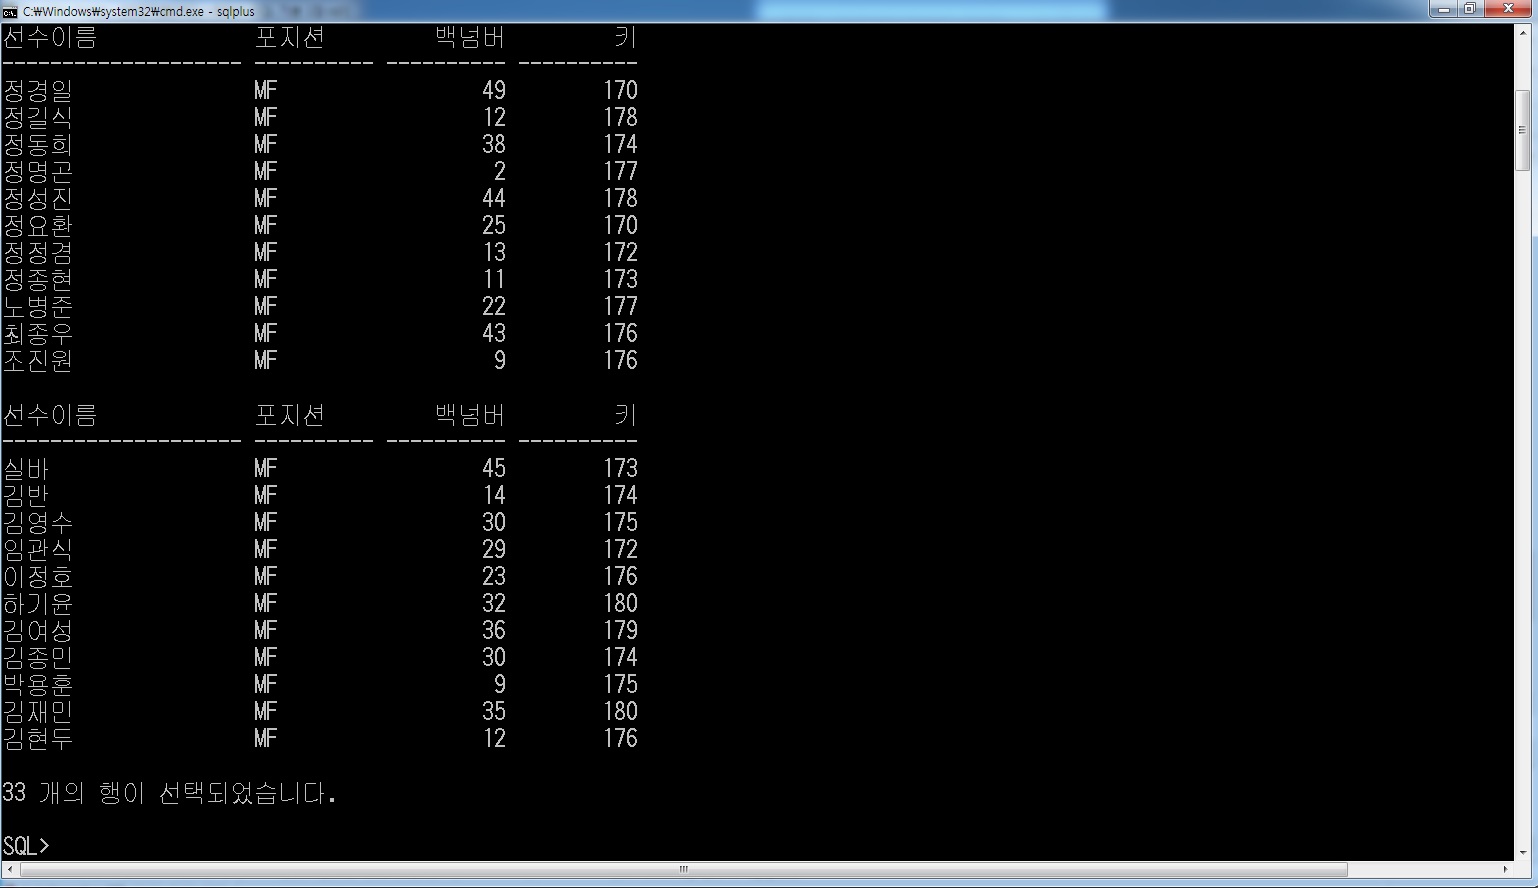 C:₩Windows₩system32₩cmd.exe - sqlplus
선수이름 포지션 백넘버 키
-------------------- ---------- ---------- ----------
정경일 MF 49 170
정길식 MF 12 178
정동희 MF 38 174
정명곤 MF 2 177
정성진 MF 44 178
정요환 MF 25 170
정정겸 MF 13 172
정종현 MF 11 173
노병준 MF 22 177
최종우 MF 43 176
조진원 MF 9 176
선수이름 포지션 백넘버 키
-------------------- ---------- ---------- ----------
실바 MF 45 173
김반 MF 14 174
김영수 MF 30 175
임관식 MF 29 172
이정호 MF 23 176
하기윤 MF 32 180
김여성 MF 36 179
김종민 MF 30 174
박용훈 MF 9 175
김재민 MF 35 180
김현두 MF 12 176
33 개의 행이 선택되었습니다.
SQL>